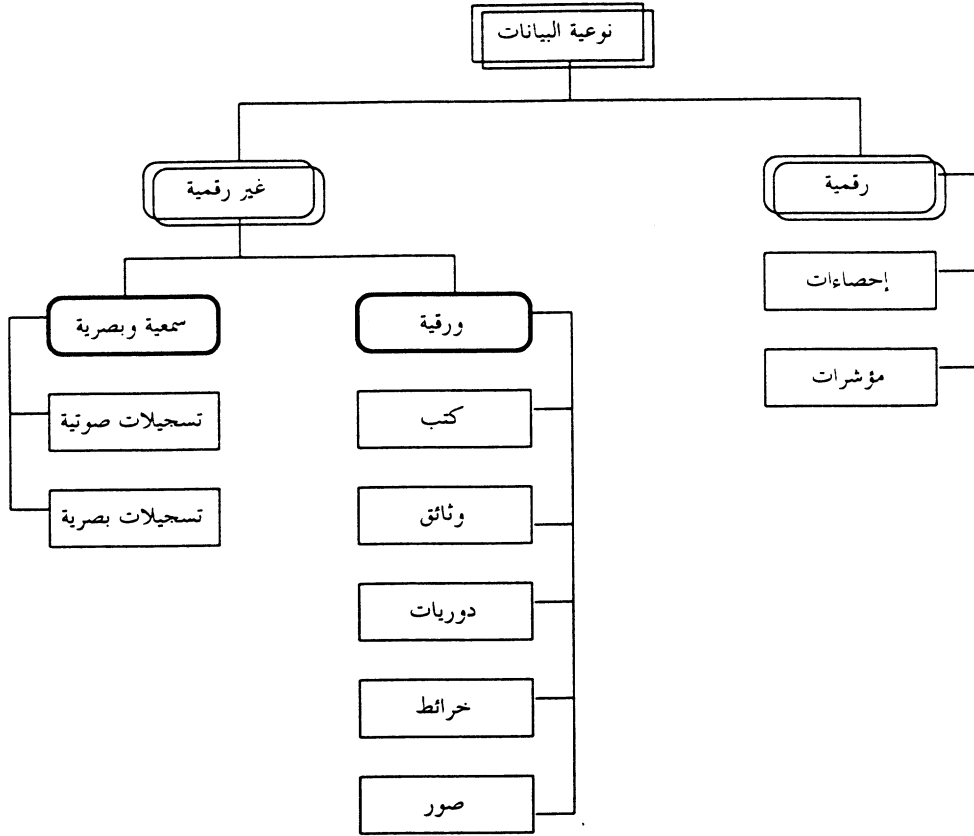 نوعية البيانات
رقمية
إحصاءات
مؤشرات
غير رقمية
ورقية
كتب
وثائق
دوريات
خرائط
صور
سمعية وبصرية
تسجيلات صوتية
تسجيلات بصرية